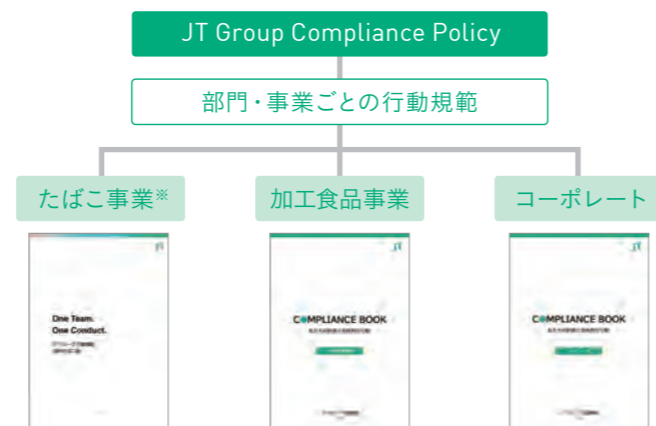 JT Group Compliance Policy
部門・事業ごとの行動規範
たばこ事業※
加工食品事業
コーポレート
JT
JT
JT
One Team.
One Conduct.
COMPLIANCE BOOK
COMPLIANCE BOOK